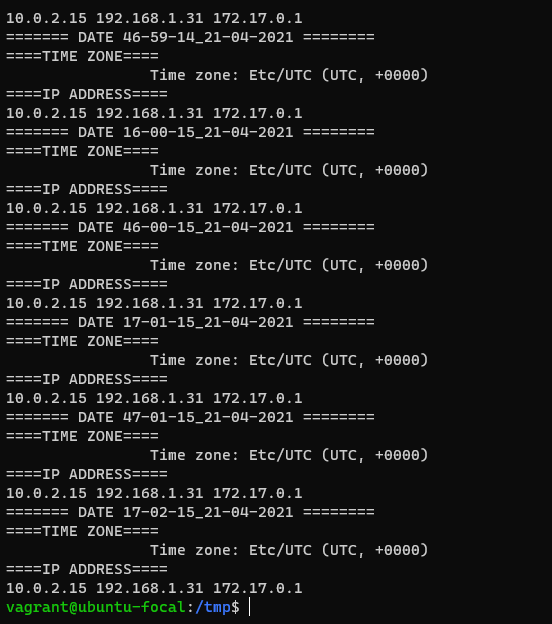 10.0.2.15 192.168.1.31 172.17.0.1
======= DATE 46-59-14_21-04-2021 ========
====TIME ZONE====
                Time zone: Etc/UTC (UTC, +0000)
====IP ADDRESS====
10.0.2.15 192.168.1.31 172.17.0.1
======= DATE 16-00-15_21-04-2021 ========
====TIME ZONE====
                Time zone: Etc/UTC (UTC, +0000)
====IP ADDRESS====
10.0.2.15 192.168.1.31 172.17.0.1
======= DATE 46-00-15_21-04-2021 ========
====TIME ZONE====
                Time zone: Etc/UTC (UTC, +0000)
====IP ADDRESS====
10.0.2.15 192.168.1.31 172.17.0.1
======= DATE 17-01-15_21-04-2021 ========
====TIME ZONE====
                Time zone: Etc/UTC (UTC, +0000)
====IP ADDRESS====
10.0.2.15 192.168.1.31 172.17.0.1
======= DATE 47-01-15_21-04-2021 ========
====TIME ZONE====
                Time zone: Etc/UTC (UTC, +0000)
====IP ADDRESS====
10.0.2.15 192.168.1.31 172.17.0.1
======= DATE 17-02-15_21-04-2021 ========
====TIME ZONE====
                Time zone: Etc/UTC (UTC, +0000)
====IP ADDRESS====
10.0.2.15 192.168.1.31 172.17.0.1
vagrant@ubuntu-focal:/tmp$